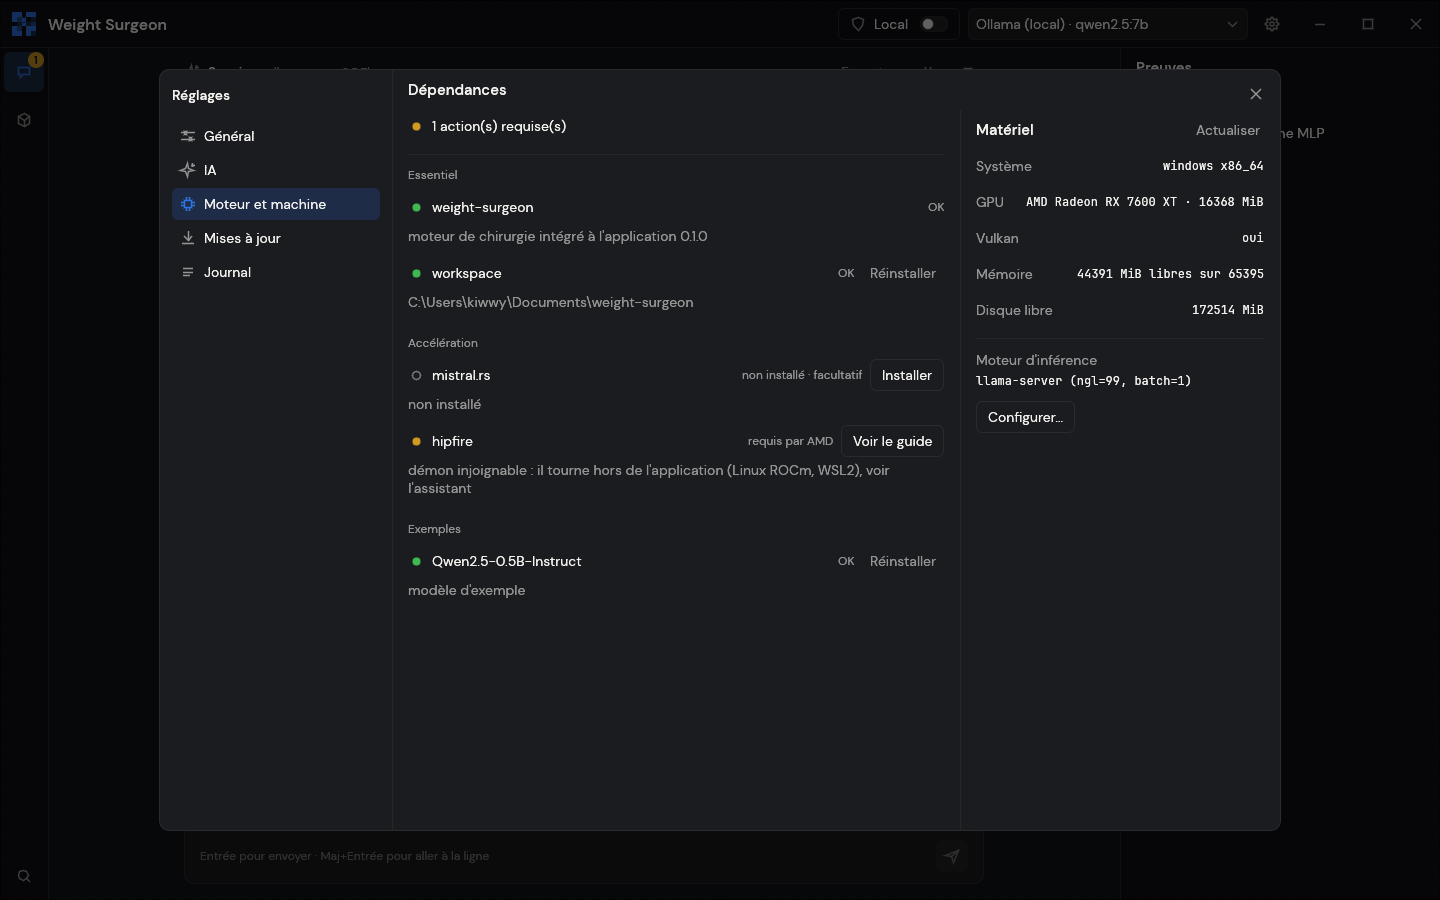 Weight Surgeon
Local
Ollama (local) · qwen2.5:7b
1
Preuves
ne MLP
Réglages
Général
IA
Moteur et machine
Mises à jour
Journal
Dépendances
1 action(s) requise(s)
Essentiel
weight-surgeon OK
moteur de chirurgie intégré à l'application 0.1.0
workspace OK Réinstaller
C:\Users\kiwwy\Documents\weight-surgeon
Accélération
mistral.rs non installé · facultatif Installer
non installé
hipfire requis par AMD Voir le guide
démon injoignable : il tourne hors de l'application (Linux ROCm, WSL2), voir
l'assistant
Exemples
Qwen2.5-0.5B-Instruct OK Réinstaller
modèle d'exemple
Matériel Actualiser
Système windows x86_64
GPU AMD Radeon RX 7600 XT · 16368 MiB
Vulkan oui
Mémoire 44391 MiB libres sur 65395
Disque libre 172514 MiB
Moteur d'inférence
llama-server (ngl=99, batch=1)
Configurer...
Entrée pour envoyer · Maj+Entrée pour aller à la ligne